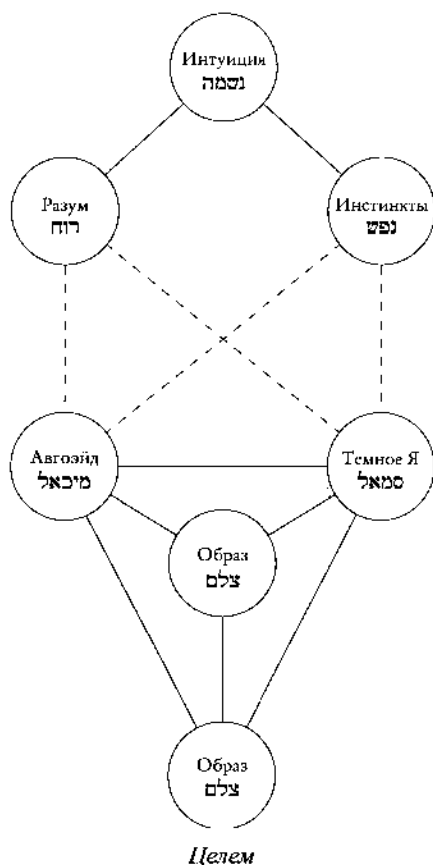 Интуиция
נשמה
Разум
רוח
Инстинкты
נפש
Авгоэйд
מיכאל
Темное Я
סמאל
Образ
צלם
Образ
צלם
Целем